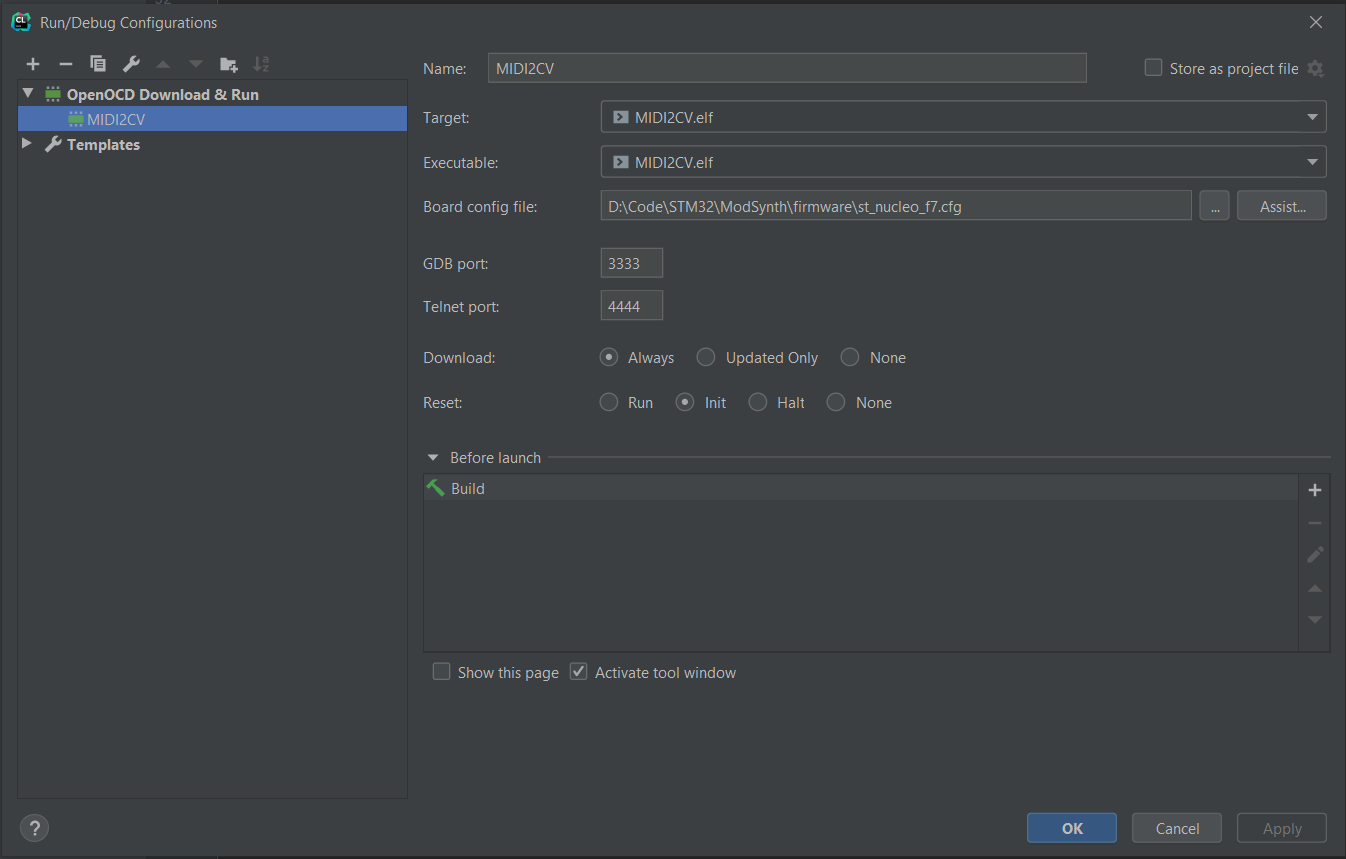 CL
Run/Debug Configurations
OpenOCD Download & Run
MIDI2CV
Templates
Name: MIDI2CV Store as project file
Target: MIDI2CV.elf
Executable: MIDI2CV.elf
Board config file: D:\Code\STM32\ModSynth\firmware\st_nucleo_f7.cfg ... Assist...
GDB port: 3333
Telnet port: 4444
Download: Always Updated Only None
Reset: Run Init Halt None
Before launch
Build
Show this page Activate tool window
? OK Cancel Apply